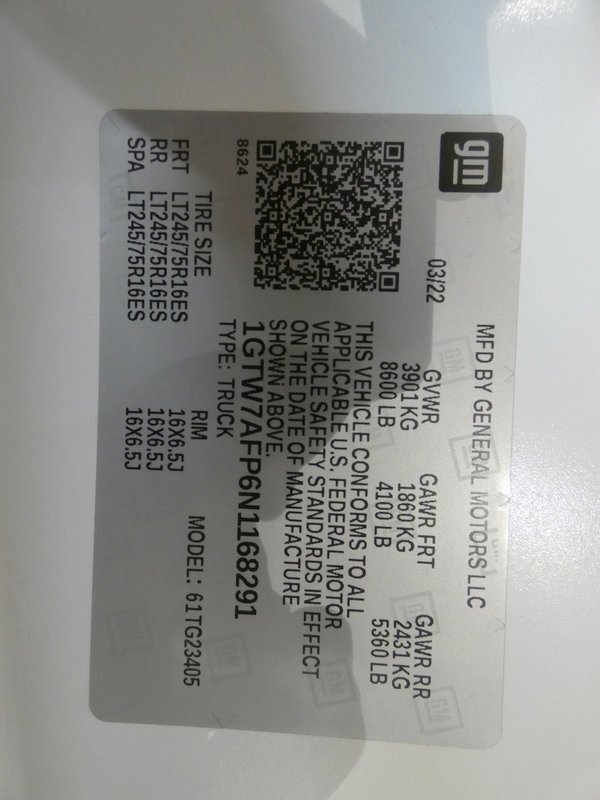 gm
MFD BY GENERAL MOTORS LLC
03/22
GVWR GAWR FRT GAWR RR
3901 KG 1860 KG 2431 KG
8600 LB 4100 LB 5360 LB
THIS VEHICLE CONFORMS TO ALL
APPLICABLE U.S. FEDERAL MOTOR
VEHICLE SAFETY STANDARDS IN EFFECT
ON THE DATE OF MANUFACTURE
SHOWN ABOVE.
1GTW7AFP6N1168291
TYPE: TRUCK
8624
MODEL: 61TG23405
TIRE SIZE RIM
FRT LT245/75R16ES 16X6.5J
RR LT245/75R16ES 16X6.5J
SPA LT245/75R16ES 16X6.5J